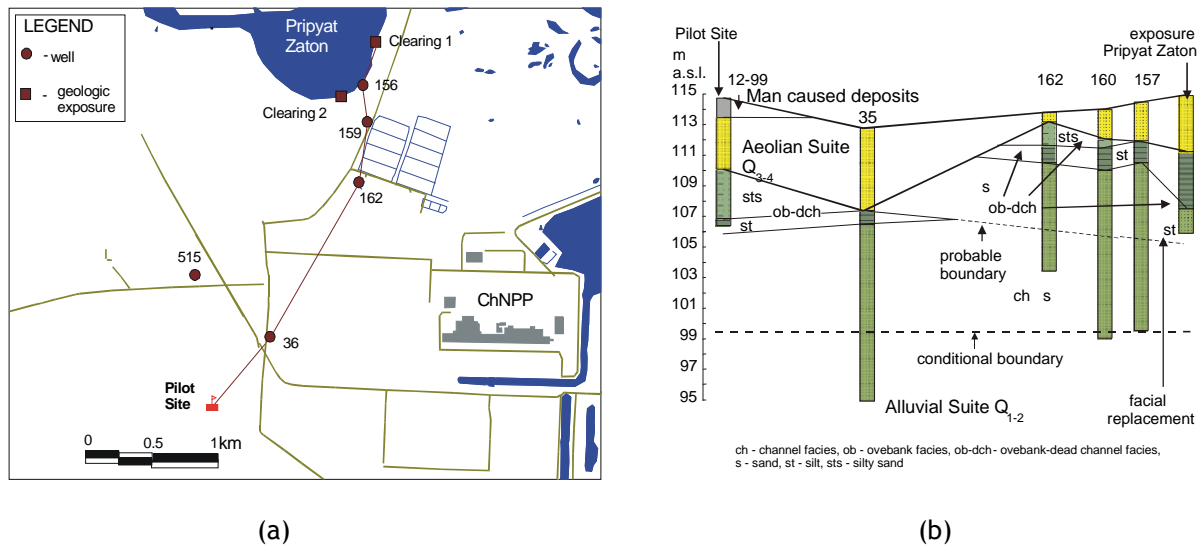 LEGEND
- well
- geologic
exposure
Pripyat
Zaton
Clearing 1
156
Clearing 2
159
162
515
36
ChNPP
Pilot
Site
0 0.5 1km
(a)
Pilot Site
m
a.s.l.
12-99
35
162 160 157
exposure
Pripyat Zaton
115
113
111
109
107
105
103
101
99
97
95
Man caused deposits
Aeolian Suite
Q3-4
sts
ob-dch
st
sts
s
st
s
ob-dch
st
probable
boundary
ch s
conditional boundary
facial
replacement
Alluvial Suite Q1-2
ch - channel facies, ob - ovebank facies, ob-dch- ovebank-dead channel facies,
s - sand, st - silt, sts - silty sand
(b)